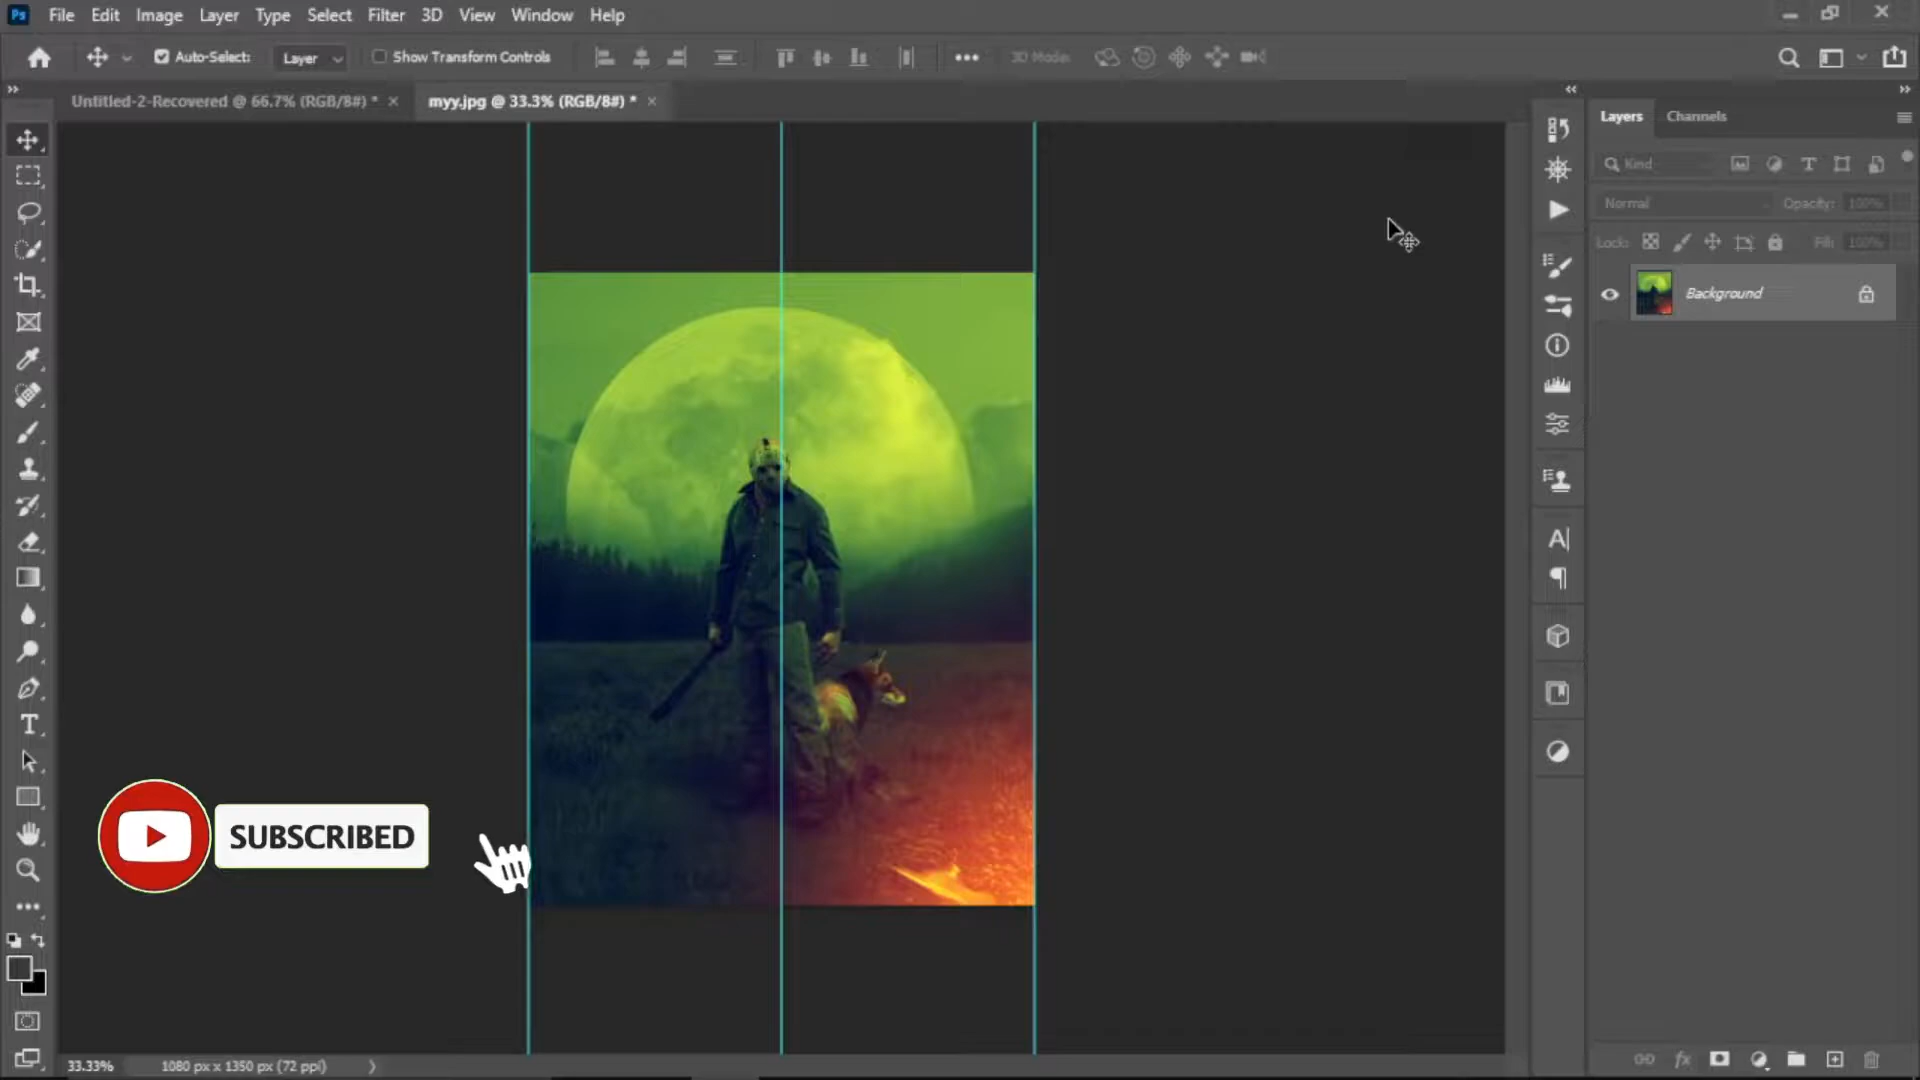 Ps File Edit Image Layer Type Select Filter 3D View Window Help
Auto-Select: Layer Show Transform Controls 3D Mode:
Untitled-2-Recovered @ 66.7% (RGB/8#) * ×
myy.jpg @ 33.3% (RGB/8#) * ×
Layers Channels
Kind
Normal Opacity: 100%
Lock: Fill: 100%
Background
SUBSCRIBED
33.33% 1080 px x 1350 px (72 ppi)